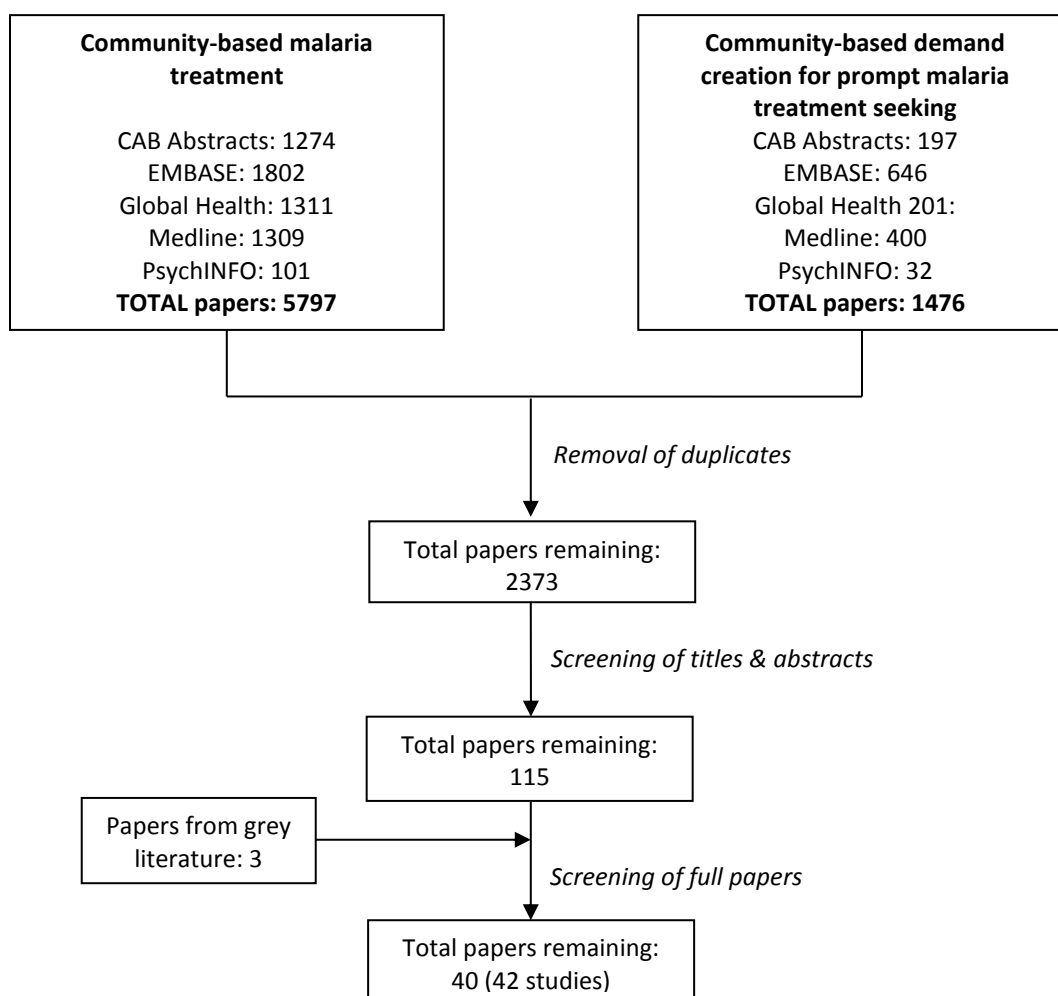 Community-based malaria
treatment
CAB Abstracts: 1274
EMBASE: 1802
Global Health: 1311
Medline: 1309
PsychINFO: 101
TOTAL papers: 5797
Community-based demand
creation for prompt malaria
treatment seeking
CAB Abstracts: 197
EMBASE: 646
Global Health 201:
Medline: 400
PsychINFO: 32
TOTAL papers: 1476
Removal of duplicates
Total papers remaining:
2373
Screening of titles & abstracts
Total papers remaining:
115
Papers from grey
literature: 3
Screening of full papers
Total papers remaining:
40 (42 studies)